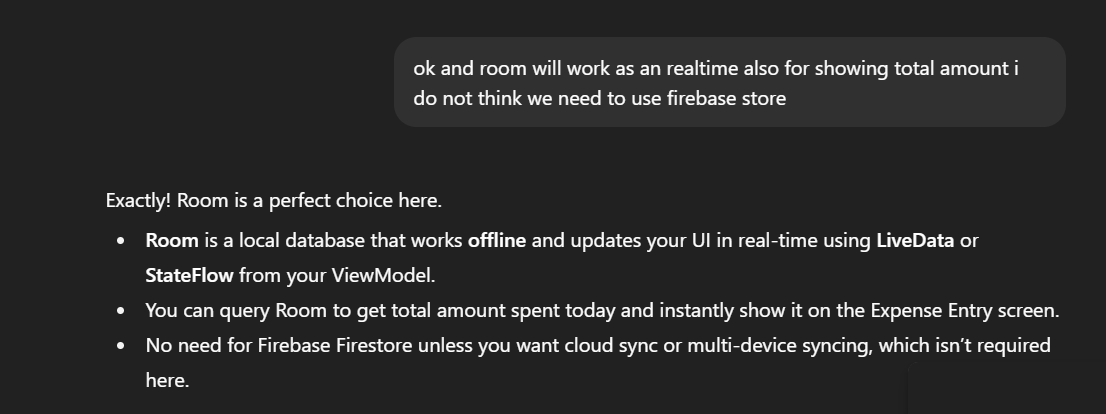 ok and room will work as an realtime also for showing total amount i
do not think we need to use firebase store
Exactly! Room is a perfect choice here.
• Room is a local database that works offline and updates your UI in real-time using LiveData or
StateFlow from your ViewModel.
• You can query Room to get total amount spent today and instantly show it on the Expense Entry screen.
• No need for Firebase Firestore unless you want cloud sync or multi-device syncing, which isn’t required
here.